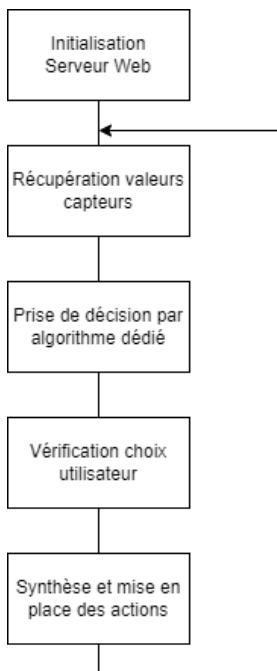 Initialisation
Serveur Web
Récupération valeurs
capteurs
Prise de décision par
algorithme dédié
Vérification choix
utilisateur
Synthèse et mise en
place des actions